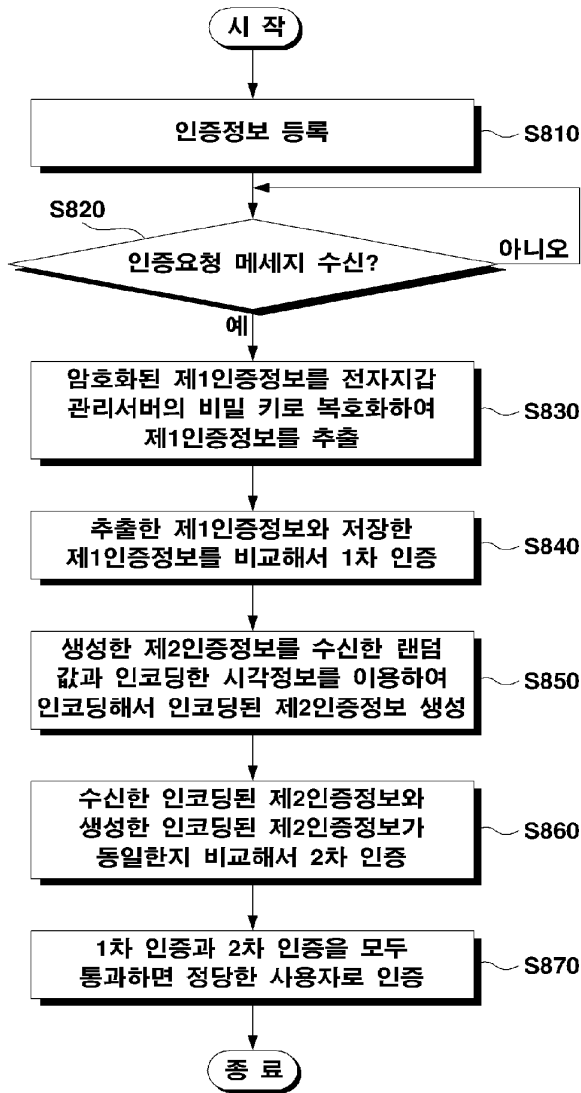 시 작
인증정보 등록
S810
S820
인증요청 메세지 수신?
아니오
예
암호화된 제1인증정보를 전자지갑
관리서버의 비밀 키로 복호화하여
제1인증정보를 추출
S830
추출한 제1인증정보와 저장한
제1인증정보를 비교해서 1차 인증
S840
생성한 제2인증정보를 수신한 랜덤
값과 인코딩한 시각정보를 이용하여
인코딩해서 인코딩된 제2인증정보 생성
S850
수신한 인코딩된 제2인증정보와
생성한 인코딩된 제2인증정보가
동일한지 비교해서 2차 인증
S860
1차 인증과 2차 인증을 모두
통과하면 정당한 사용자로 인증
S870
종 료